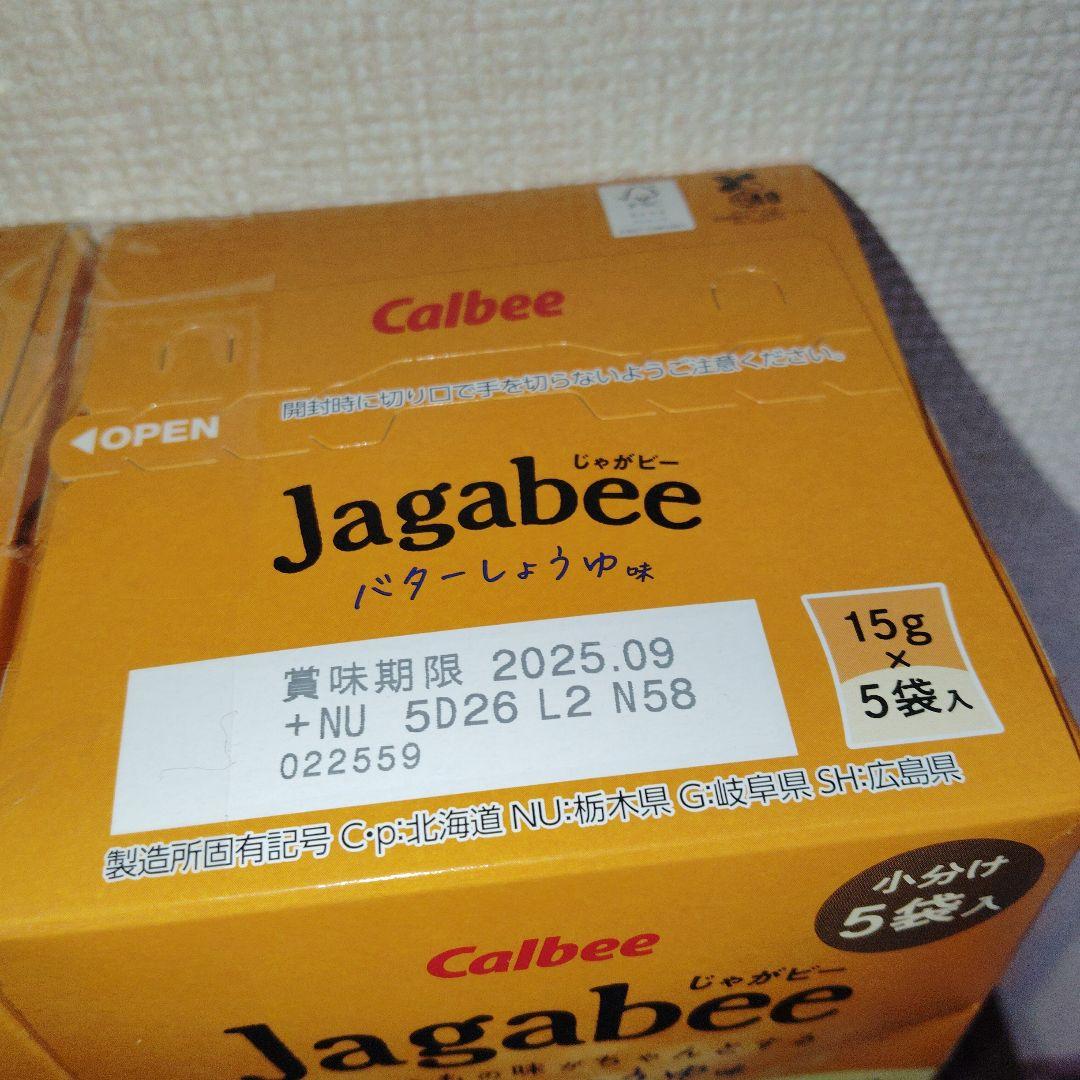 Calbee
開封時に切り口で手を切らないようご注意ください。
◀OPEN
じゃがビー
Jagabee
バターしょうゆ味
15g
×
5袋入
賞味期限 2025.09
+NU 5D26 L2 N58
022559
製造所固有記号 C•p:北海道 NU:栃木県 G:岐阜県 SH:広島県
小分け
5袋入
Calbee
じゃがビー
Jagabee